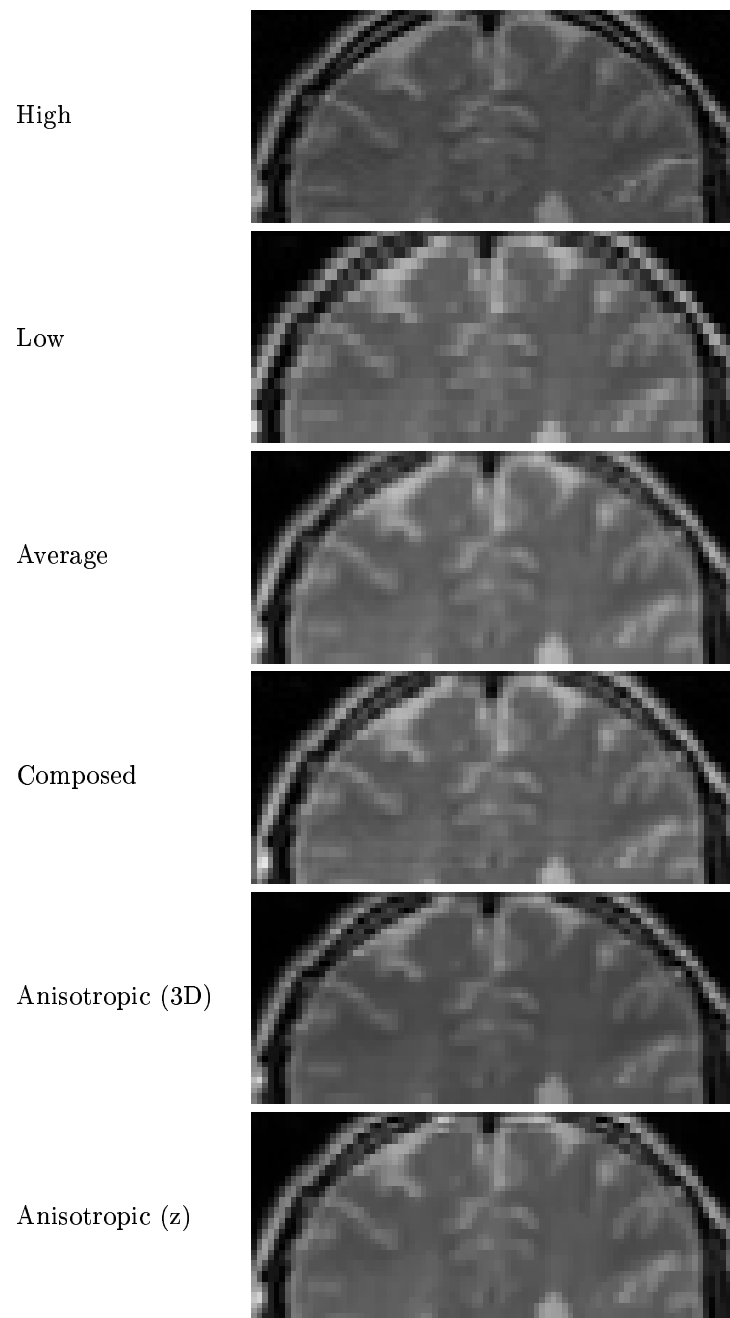 High
Low
Average
Composed
Anisotropic (3D)
Anisotropic (z)